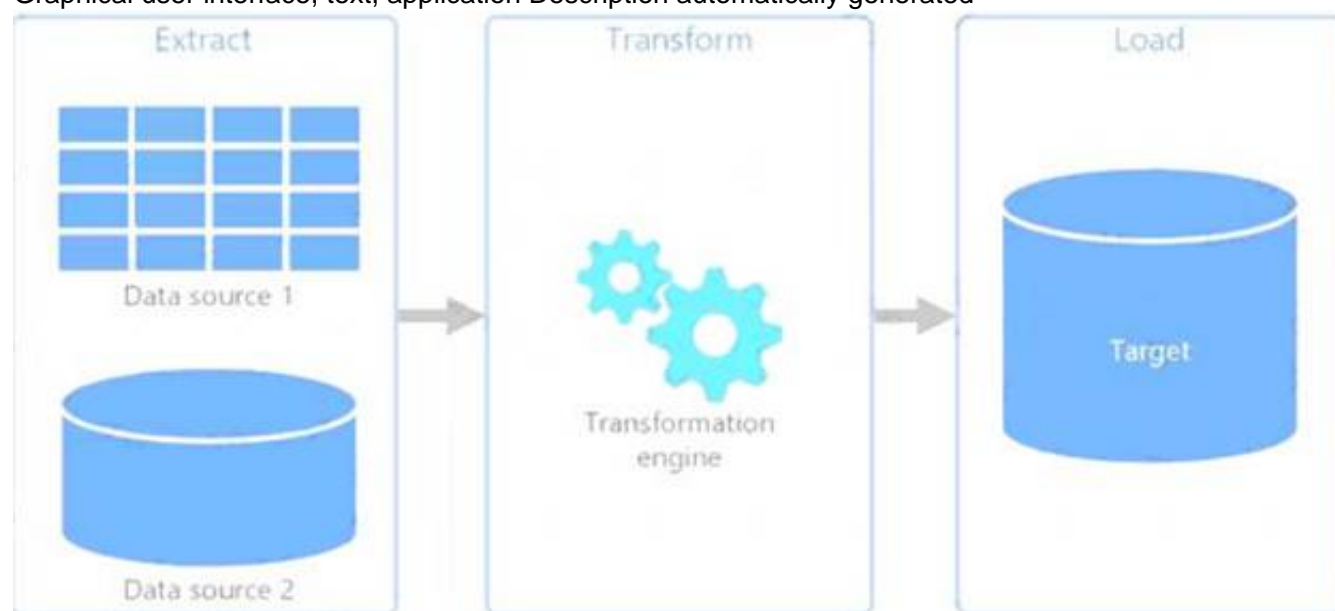 Graphical user interface, text, application Description automatically generated
Extract
Data source 1
Data source 2
Transform
Transformation
engine
Load
Target